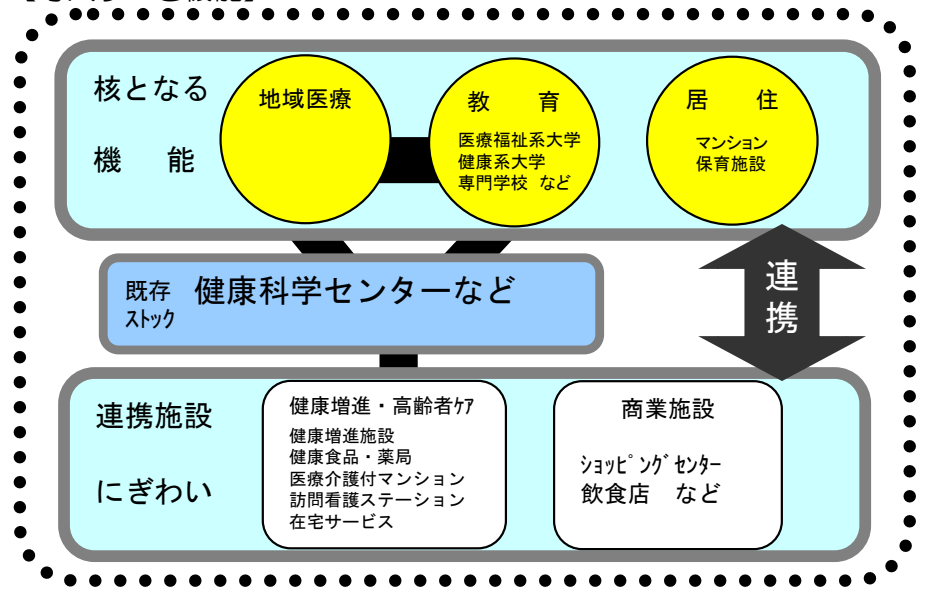 核となる
機　能
地域医療
教　育
医療福祉系大学
健康系大学
専門学校 など
居　住
マンション
保育施設
既存
ｽﾄｯｸ
健康科学センターなど
連
携
連携施設
にぎわい
健康増進・高齢者ｹｱ
健康増進施設
健康食品・薬局
医療介護付マンション
訪問看護ステーション
在宅サービス
商業施設
ｼｮｯﾋﾟﾝｸﾞｾﾝﾀｰ
飲食店　など